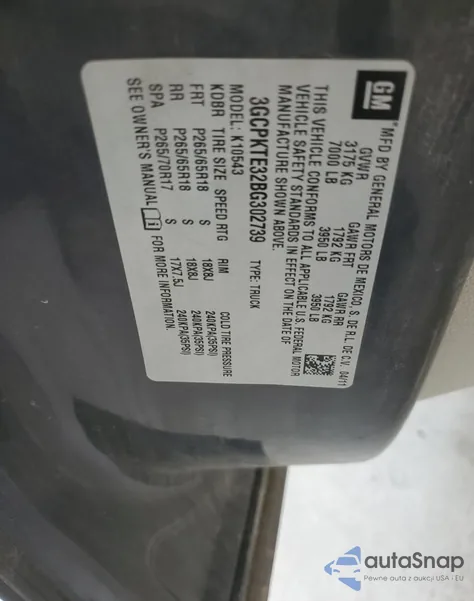 GM
MFD BY GENERAL MOTORS DE MEXICO, S. DE R.L. DE C.V. 04/11
GVWR GAWR FRT GAWR RR
3175 KG 1792 KG 1792 KG
7000 LB 3950 LB 3950 LB
THIS VEHICLE CONFORMS TO ALL APPLICABLE U.S. FEDERAL MOTOR
VEHICLE SAFETY STANDARDS IN EFFECT ON THE DATE OF
MANUFACTURE SHOWN ABOVE.
3GCPKTE32BG302739 TYPE: TRUCK
MODEL: K10543
KDBR TIRE SIZE SPEED RTG RIM COLD TIRE PRESSURE
FRT P265/65R18 S 18X8J 240KPA(35PSI)
RR P265/65R18 S 18X8J 240KPA(35PSI)
SPA P265/70R17 S 17X7.5J 240KPA(35PSI)
SEE OWNER'S MANUAL FOR MORE INFORMATION.
autoSnap
Pewne auta z aukcji USA i EU